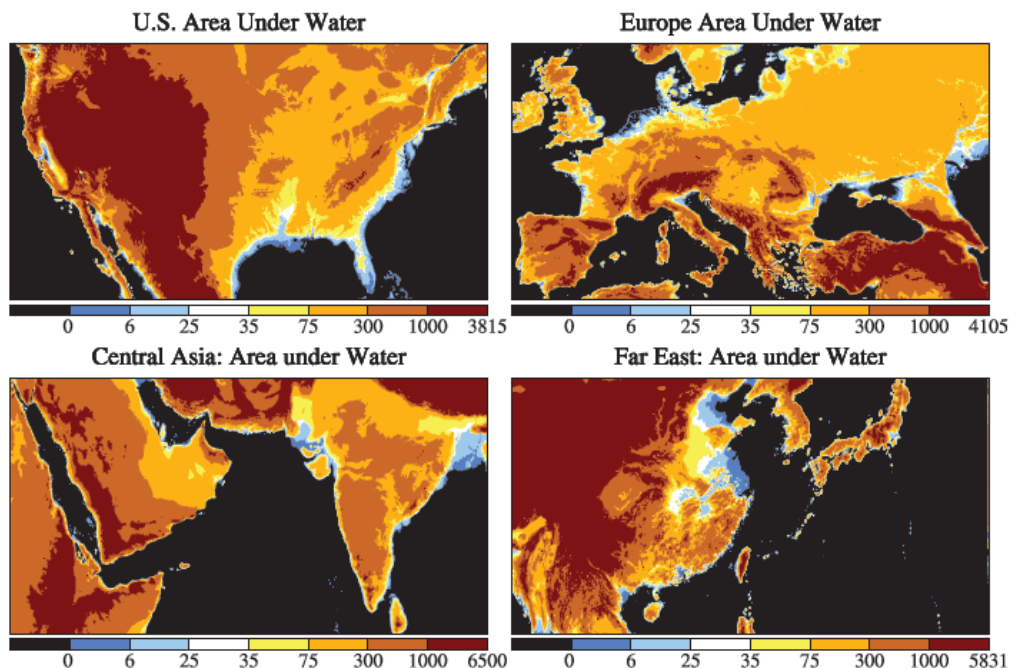 U.S. Area Under Water
Europe Area Under Water
0 6 25 35 75 300 1000 3815
0 6 25 35 75 300 1000 4105
Central Asia: Area under Water
Far East: Area under Water
0 6 25 35 75 300 1000 6500
0 6 25 35 75 300 1000 5831